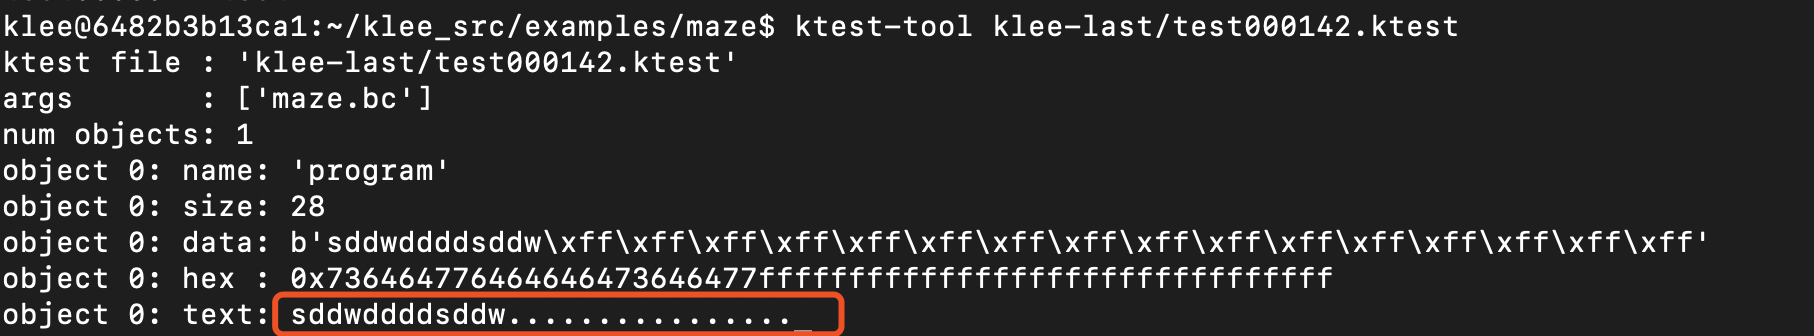 klee@6482b3b13ca1:~/klee_src/examples/maze$ ktest-tool klee-last/test000142.ktest
ktest file : 'klee-last/test000142.ktest'
args       : ['maze.bc']
num objects: 1
object 0: name: 'program'
object 0: size: 28
object 0: data: b'sddwddddsddw\xff\xff\xff\xff\xff\xff\xff\xff\xff\xff\xff\xff\xff\xff\xff\xff'
object 0: hex : 0x736464776464646473646477ffffffffffffffffffffffffffffffff
object 0: text: sddwddddsddw................